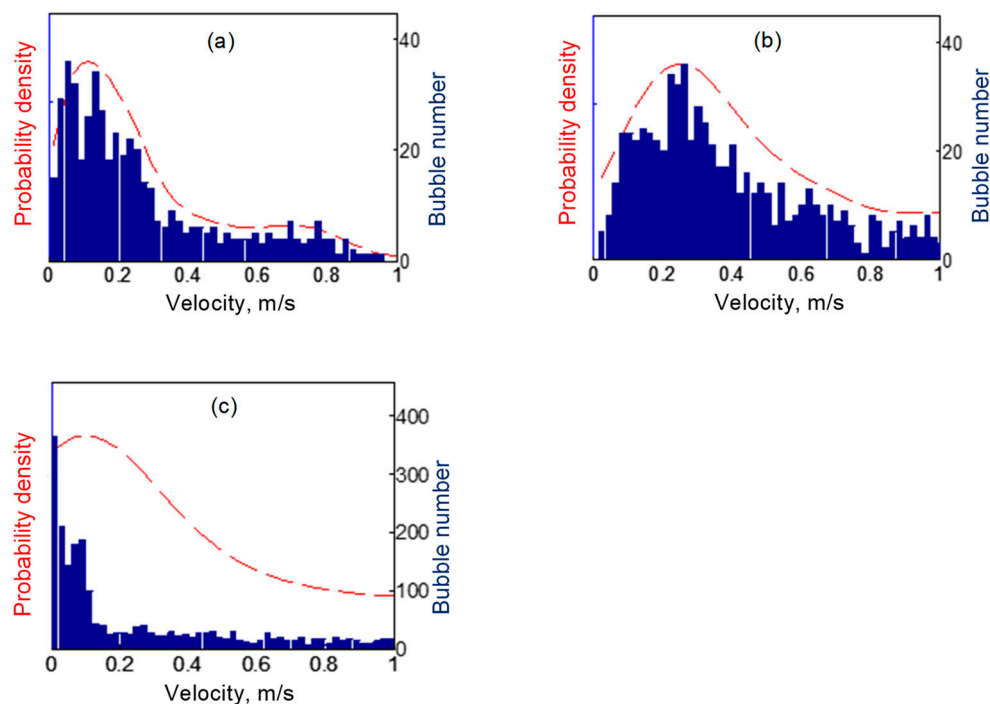 (a)
Probability density
40
20
0
Bubble number
0 0.2 0.4 0.6 0.8 1
Velocity, m/s
(b)
Probability density
40
20
0
Bubble number
0 0.2 0.4 0.6 0.8 1
Velocity, m/s
(c)
Probability density
400
300
200
100
0
Bubble number
0 0.2 0.4 0.6 0.8 1
Velocity, m/s